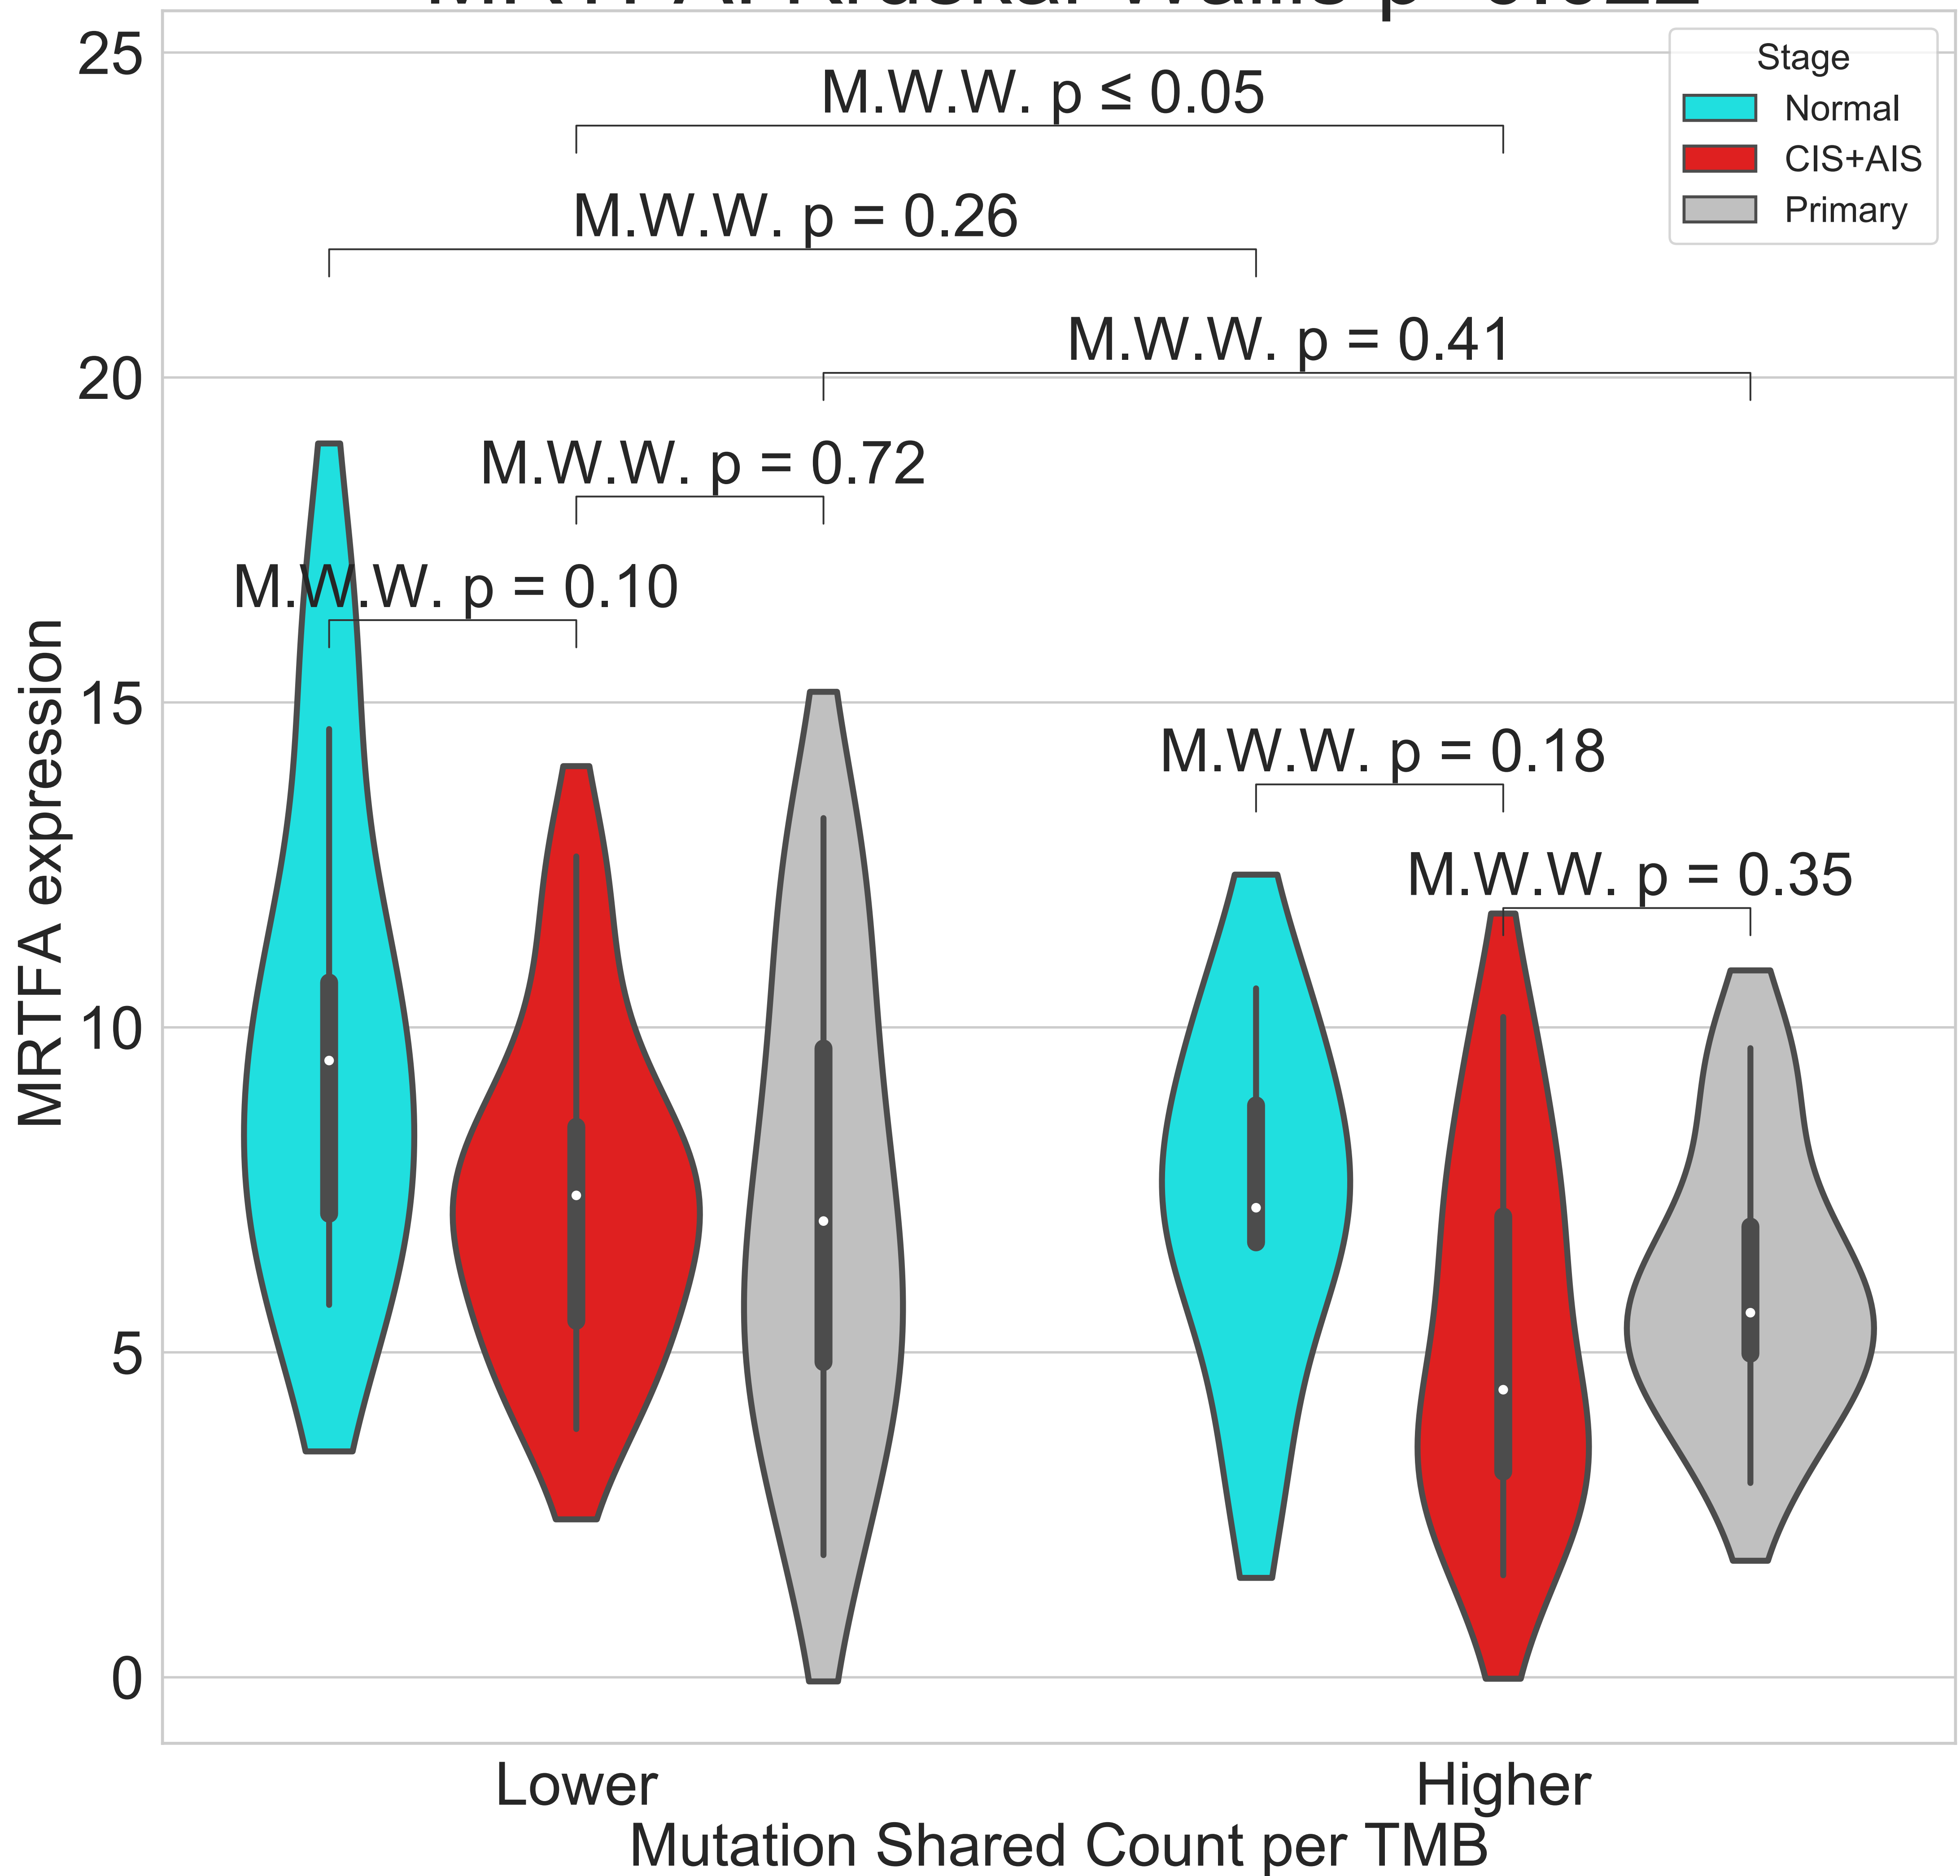 25
Stage
Normal
CIS+AIS
Primary
M.W.W. p ≤ 0.05
M.W.W. p = 0.26
M.W.W. p = 0.41
20
M.W.W. p = 0.72
M.W.W. p = 0.10
15
M.W.W. p = 0.18
M.W.W. p = 0.35
10
5
0
MRTFA expression
Lower
Higher
Mutation Shared Count per TMB